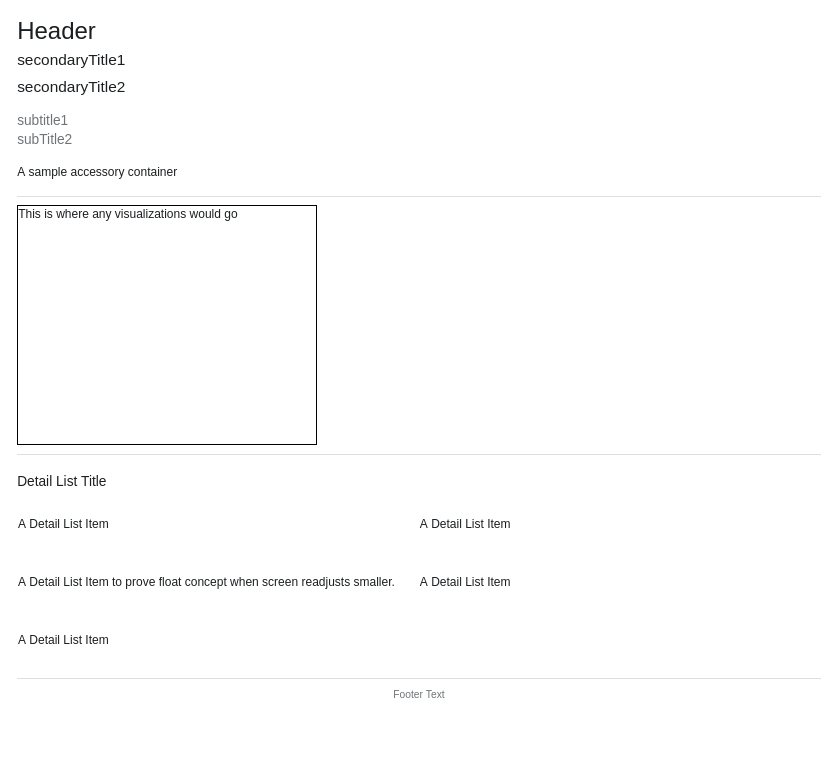 Header
secondaryTitle1
secondaryTitle2
subtitle1
subTitle2
A sample accessory container
This is where any visualizations would go
Detail List Title
A Detail List Item
A Detail List Item
A Detail List Item to prove float concept when screen readjusts smaller.
A Detail List Item
A Detail List Item
Footer Text